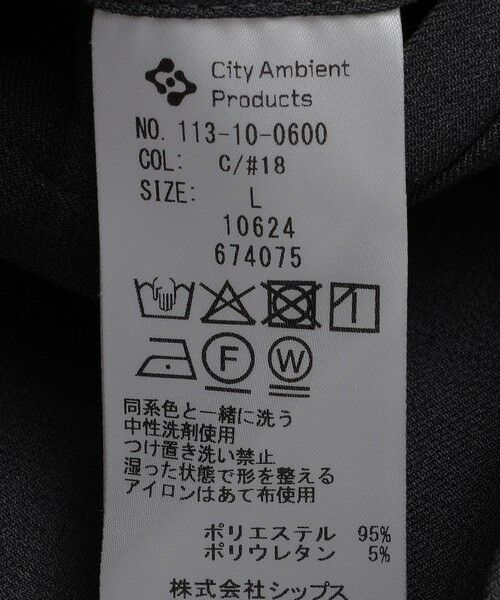 City Ambient
Products
NO. 113-10-0600
COL: C/#18
SIZE: L
10624
674075
F W
同系色と一緒に洗う
中性洗剤使用
つけ置き洗い禁止
湿った状態で形を整える
アイロンはあて布使用
ポリエステル 95%
ポリウレタン 5%
株式会社シップス